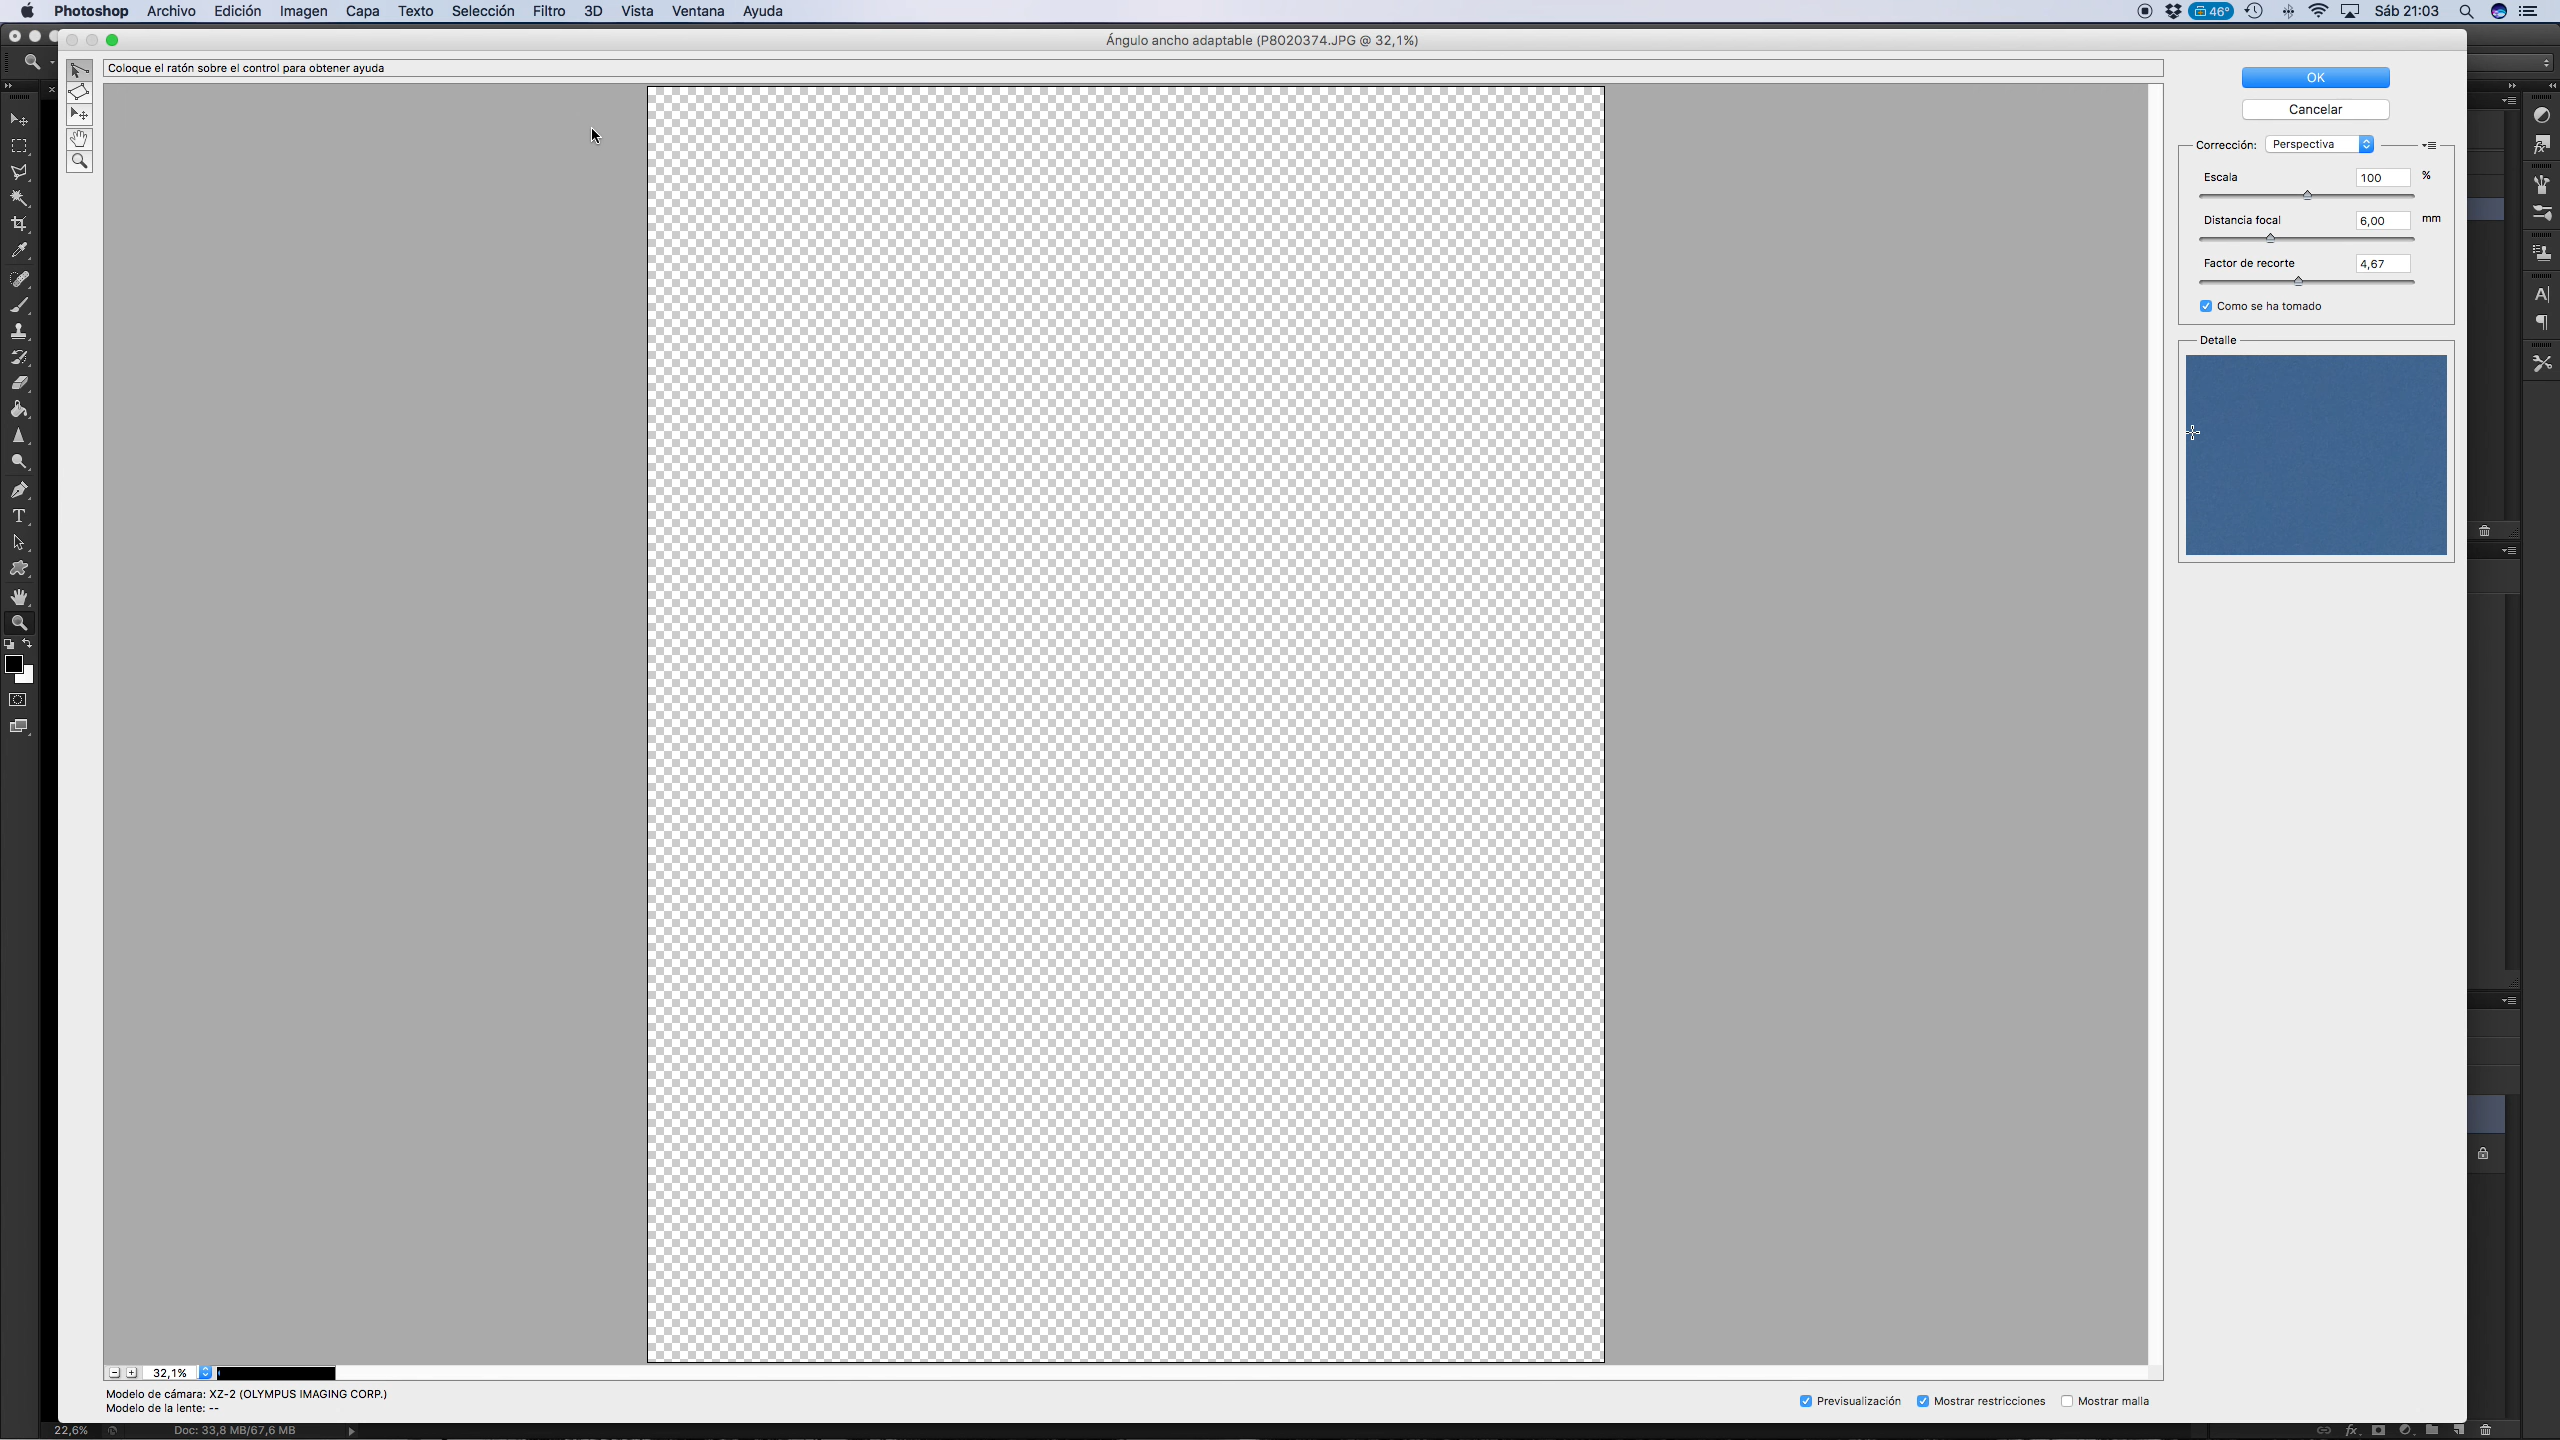 Photoshop Archivo Edición Imagen Capa Texto Selección Filtro 3D Vista Ventana Ayuda 46° Sáb 21:03
Ángulo ancho adaptable (P8020374.JPG @ 32,1%)
Coloque el ratón sobre el control para obtener ayuda
OK
Cancelar
Corrección: Perspectiva
Escala 100 %
Distancia focal 6,00 mm
Factor de recorte 4,67
Como se ha tomado
Detalle
32,1%
Modelo de cámara: XZ-2 (OLYMPUS IMAGING CORP.)
Modelo de la lente: --
Previsualización Mostrar restricciones Mostrar malla
22,6% Doc: 33,8 MB/67,6 MB